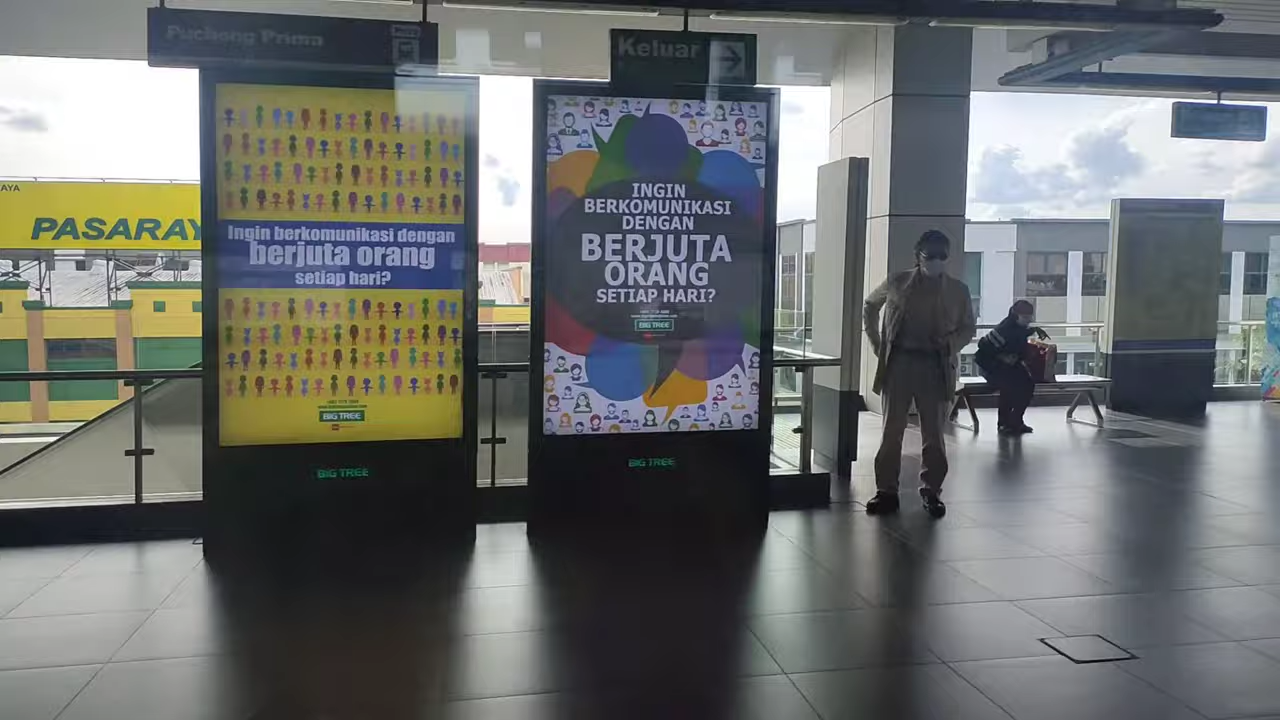 Puchong Prima
Keluar
AYA
PASARAY
Ingin berkomunikasi dengan
berjuta orang
setiap hari?
BIG TREE
BIG TREE
INGIN
BERKOMUNIKASI
DENGAN
BERJUTA
ORANG
SETIAP HARI?
BIG TREE
BIG TREE